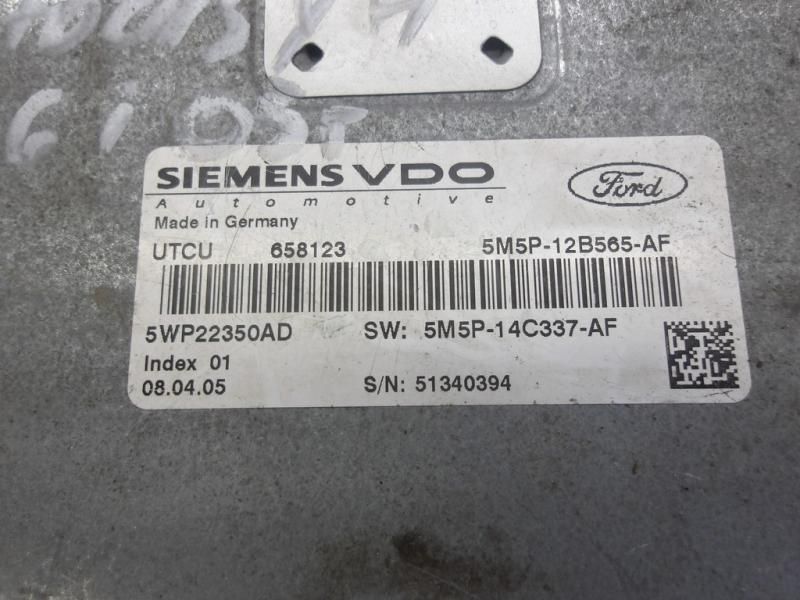 SIEMENS VDO
Automotive
Ford
Made in Germany
UTCU 658123 5M5P-12B565-AF
5WP22350AD SW: 5M5P-14C337-AF
Index 01
08.04.05 S/N: 51340394